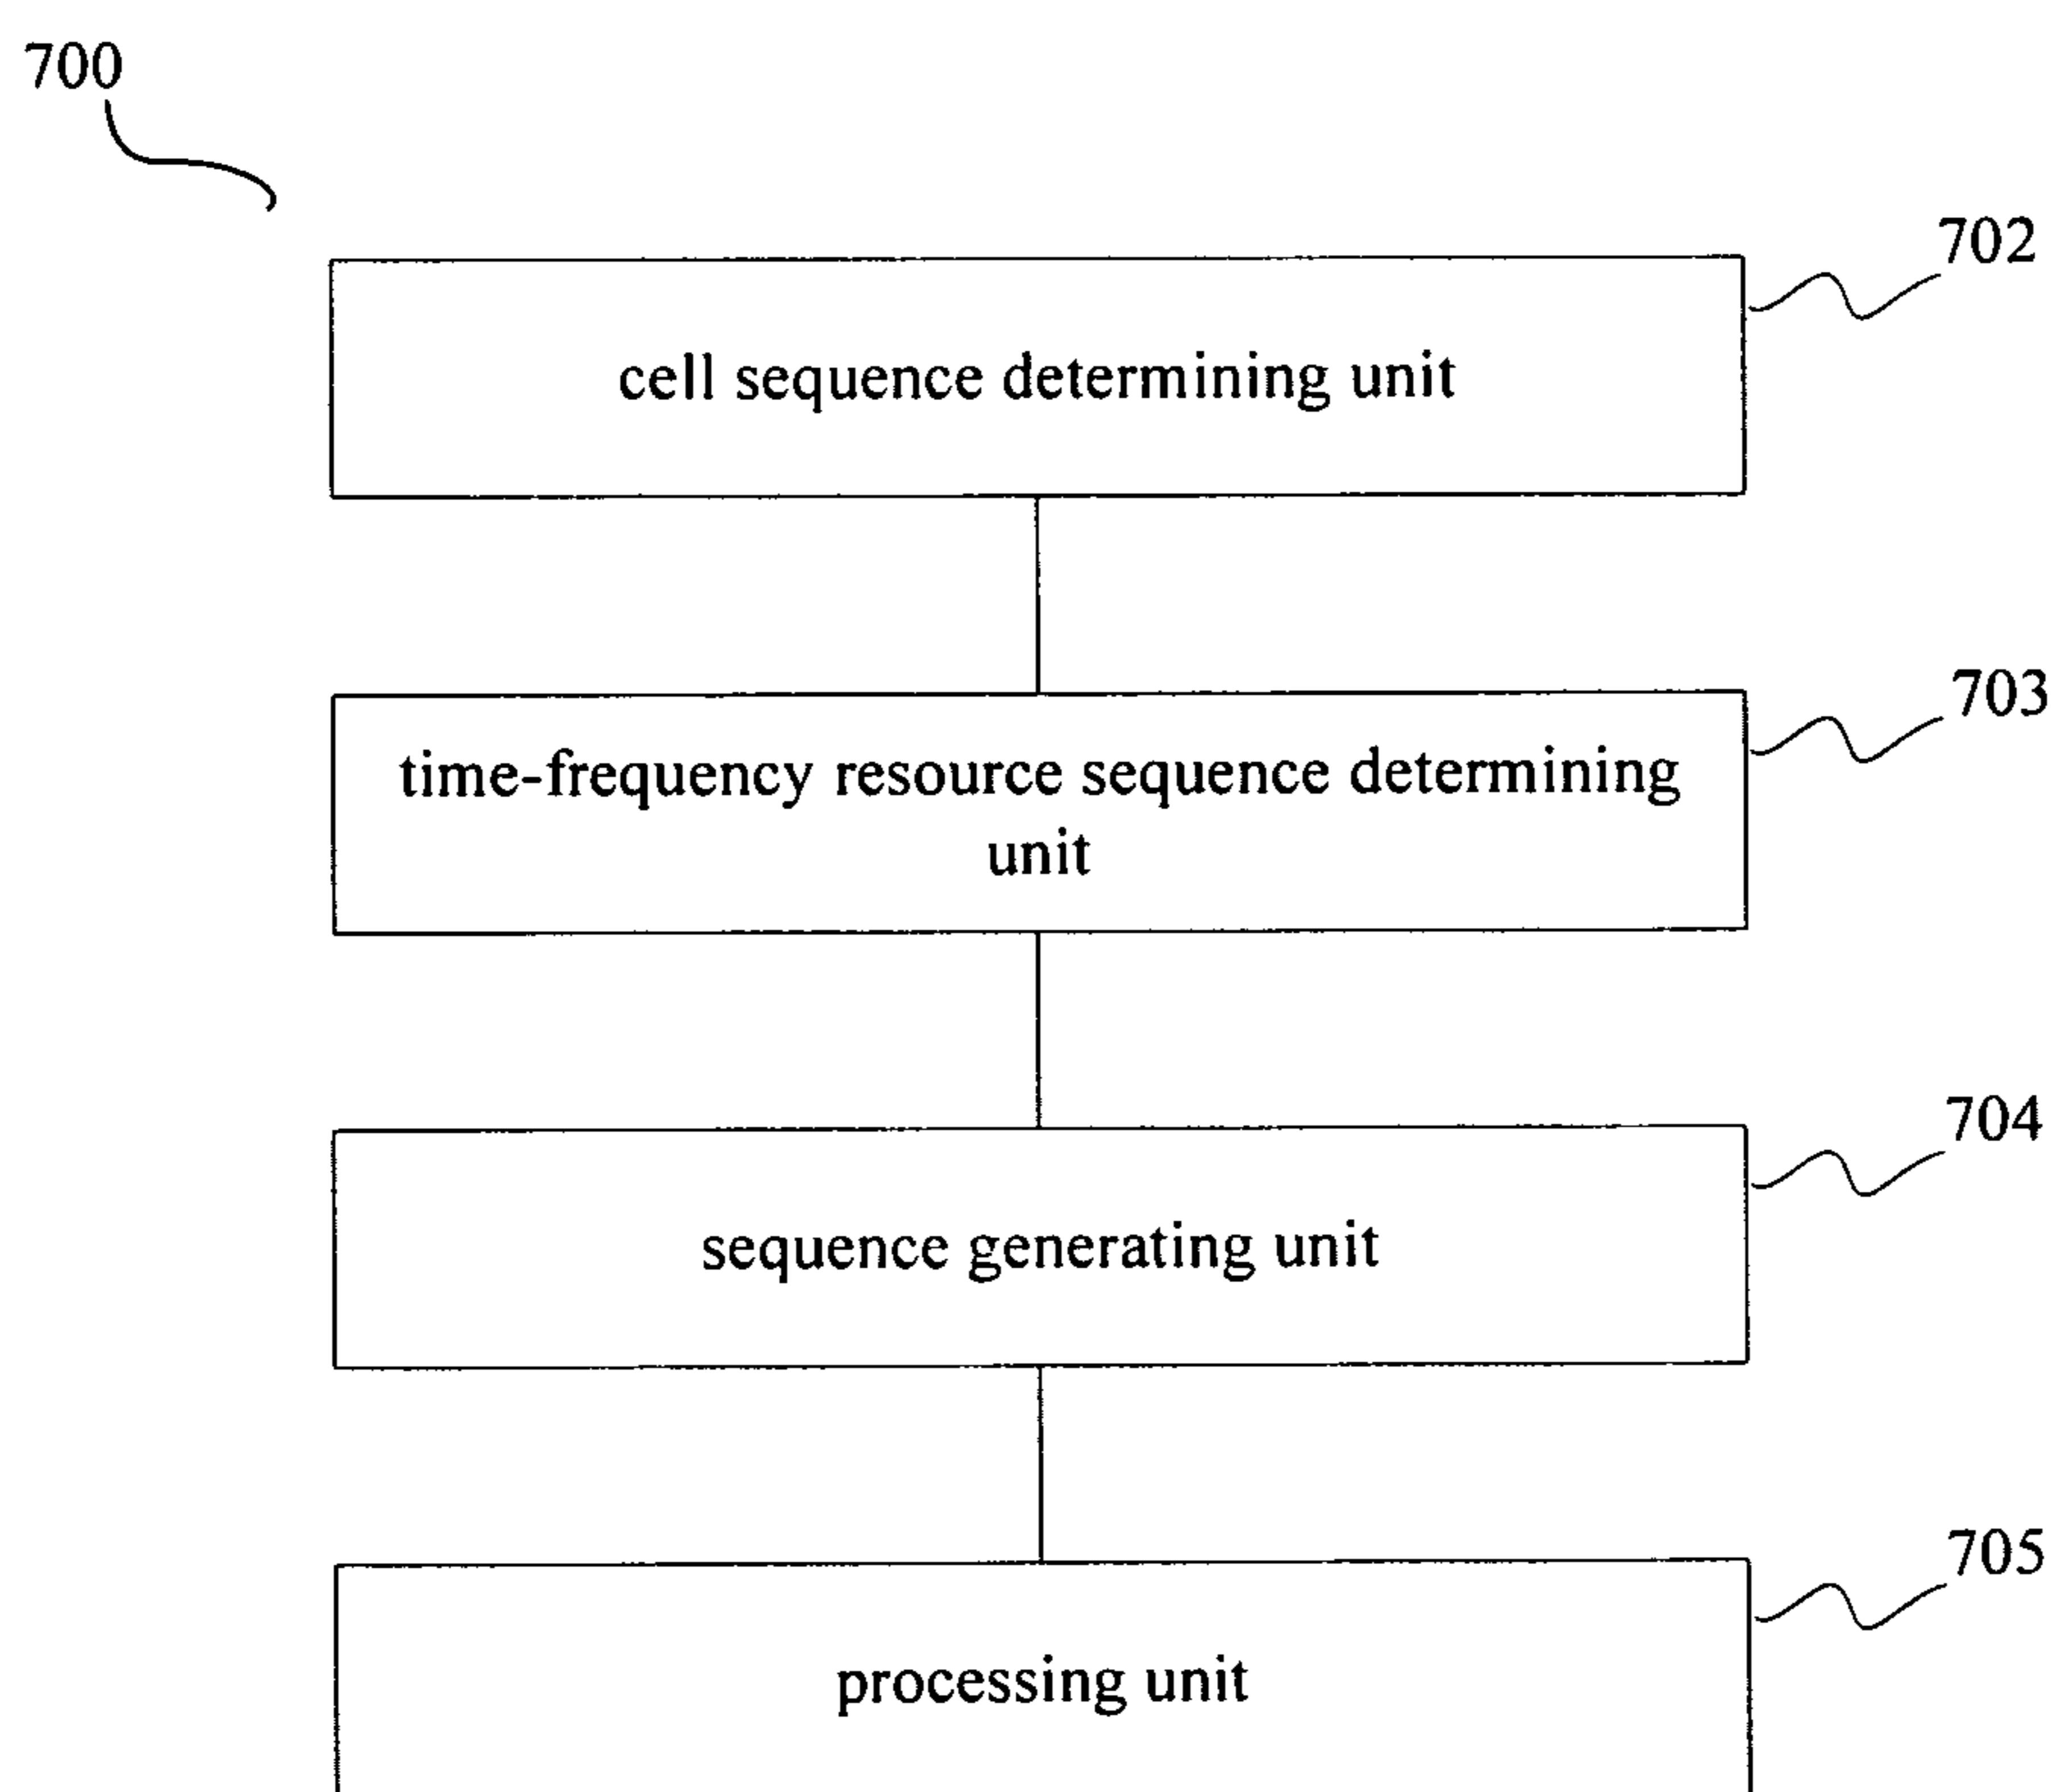 700
702
cell sequence determining unit
703
time-frequency resource sequence determining
unit
704
sequence generating unit
705
processing unit